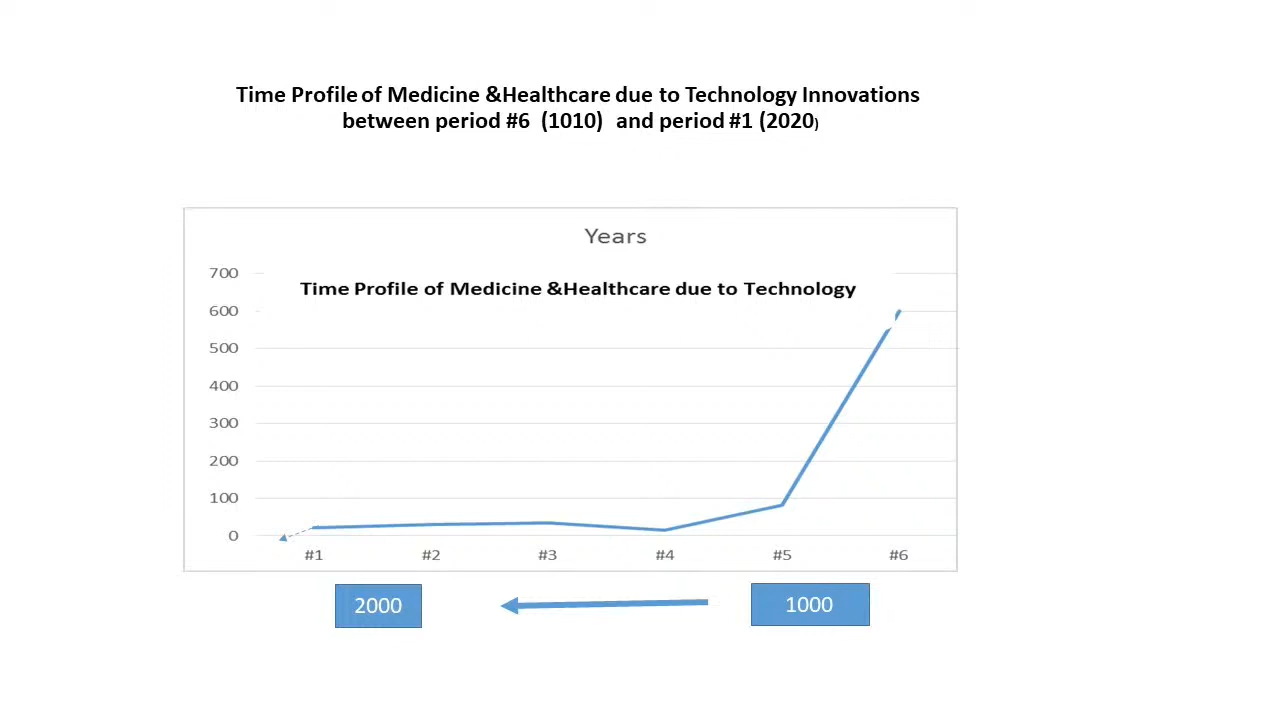 Time Profile of Medicine &Healthcare due to Technology Innovations
between period #6 (1010) and period #1 (2020)
Years
700
Time Profile of Medicine &Healthcare due to Technology
600
500
400
300
200
100
0
#1 #2 #3 #4 #5 #6
2000 1000